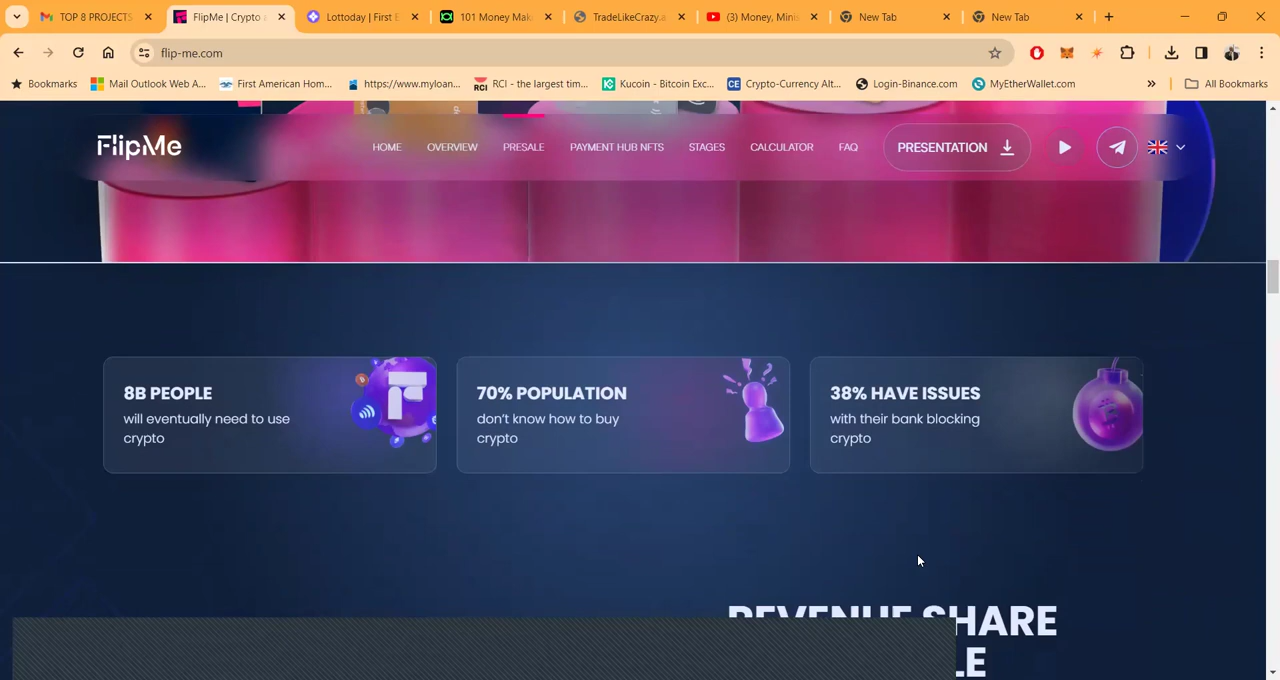 TOP 8 PROJECTS
FlipMe | Crypto a
Lottoday | First E
101 Money Mak
TradeLikeCrazy.a
(3) Money, Minis
New Tab
New Tab
flip-me.com
Bookmarks
Mail Outlook Web A...
First American Hom...
https://www.myloan...
RCI - the largest tim...
Kucoin - Bitcoin Exc...
Crypto-Currency Alt...
Login-Binance.com
MyEtherWallet.com
All Bookmarks
FlipMe
HOME
OVERVIEW
PRESALE
PAYMENT HUB NFTS
STAGES
CALCULATOR
FAQ
PRESENTATION
8B PEOPLE
will eventually need to use
crypto
70% POPULATION
don't know how to buy
crypto
38% HAVE ISSUES
with their bank blocking
crypto
REVENUE SHARE
LE